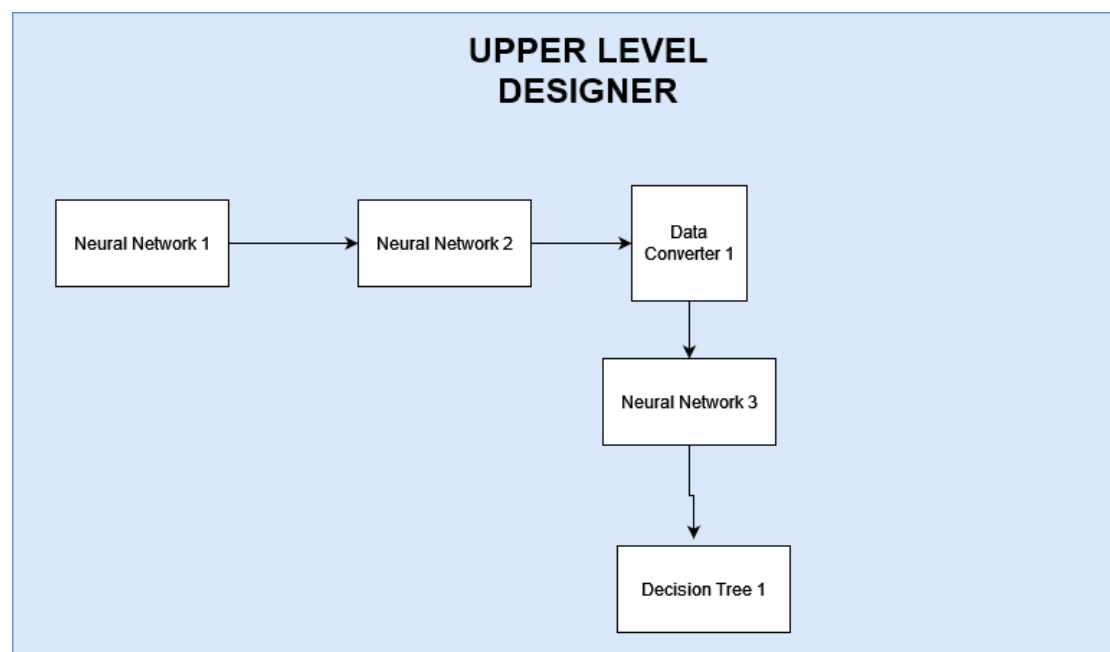 UPPER LEVEL
DESIGNER
Neural Network 1
Neural Network 2
Data
Converter 1
Neural Network 3
Decision Tree 1